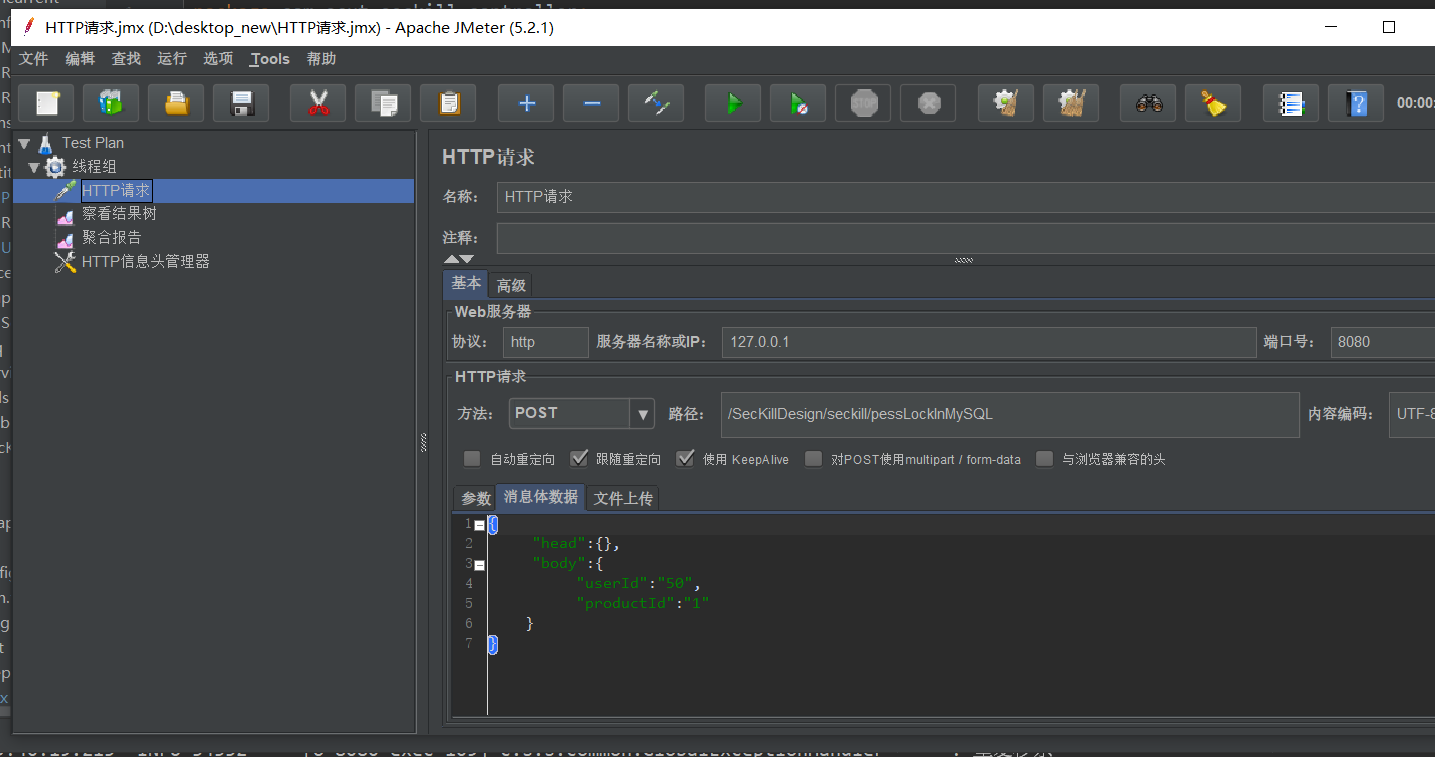 HTTP请求.jmx (D:\desktop_new\HTTP请求.jmx) - Apache JMeter (5.2.1)
文件 编辑 查找 运行 选项 Tools 帮助
STOP
00:00:
Test Plan
线程组
HTTP请求
察看结果树
聚合报告
HTTP信息头管理器
HTTP请求
名称: HTTP请求
注释:
基本 高级
Web服务器
协议: http 服务器名称或IP: 127.0.0.1 端口号: 8080
HTTP请求
方法: POST 路径: /SecKillDesign/seckill/pessLockInMySQL 内容编码: UTF-8
自动重定向 跟随重定向 使用 KeepAlive 对POST使用multipart / form-data 与浏览器兼容的头
参数 消息体数据 文件上传
1 {
2 "head":{},
3 "body":{
4 "userId":"50",
5 "productId":"1"
6 }
7 }